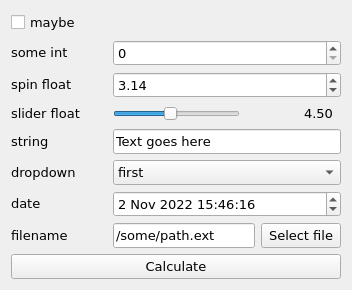 maybe
some int 0
spin float 3.14
slider float 4.50
string Text goes here
dropdown first
date 2 Nov 2022 15:46:16
filename /some/path.ext Select file
Calculate